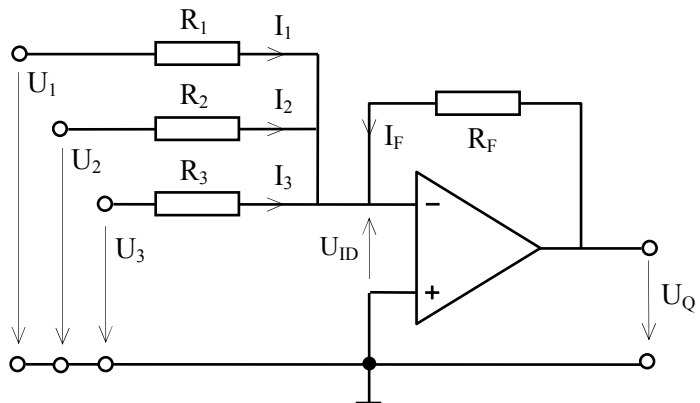 R1 I1
U1
R2 I2
U2
R3 I3
U3
IF RF
UID
−
+
UQ